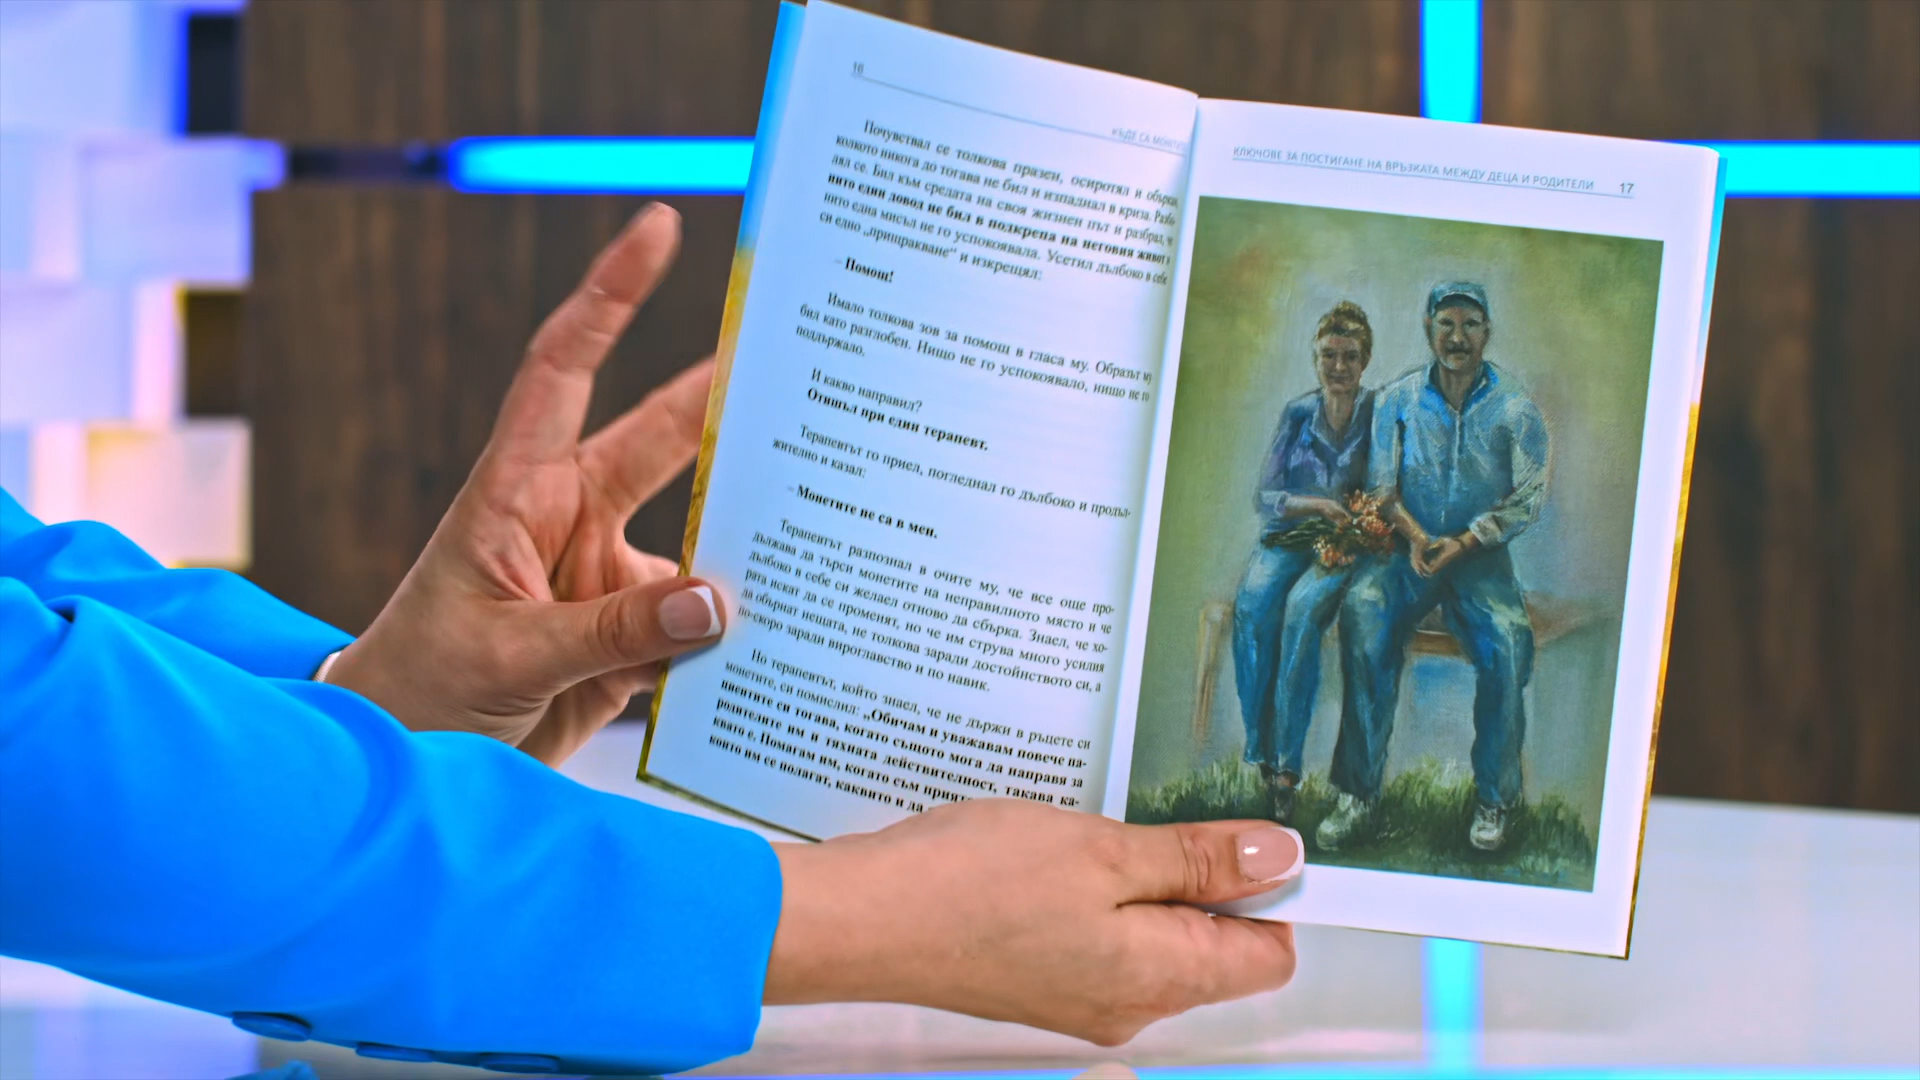 16
КЪДЕ СА МОНЕТИТЕ
Почувствал се толкова празен, осиротял и объркан,
колкото никога до тогава не бил и изпаднал в криза. Разбо-
лял се. Бил към средата на своя жизнен път и разбрал, че
нито един довод не бил в подкрепа на неговия живот и
нито една мисъл не го успокоявала. Усетил дълбоко в себе
си едно „прищракване“ и изкрещял:
– Помощ!
Имало толкова зов за помощ в гласа му. Образът му
бил като разглобен. Нищо не го успокоявало, нищо не го
поддържало.
И какво направил?
Отишъл при един терапевт.
Терапевтът го приел, погледнал го дълбоко и продъл-
жително и казал:
– Монетите не са в мен.
Терапевтът разпознал в очите му, че все още про-
дължава да търси монетите на неправилното място и че
дълбоко в себе си желаел отново да сбърка. Знаел, че хо-
рата искат да се променят, но че им струва много усилия
да обърнат нещата, не толкова заради достойнството си, а
по-скоро заради вироглавство и по навик.
Но терапевтът, който знаел, че не държи в ръцете си
монетите, си помислил: „Обичам и уважавам повече па-
циентите си тогава, когато същото мога да направя за
родителите им и тяхната действителност, такава ка-
квато е. Помагам им, когато съм
които им се полагат, каквито и да
КЛЮЧОВЕ ЗА ПОСТИГАНЕ НА ВРЪЗКАТА МЕЖДУ ДЕЦА И РОДИТЕЛИ 17